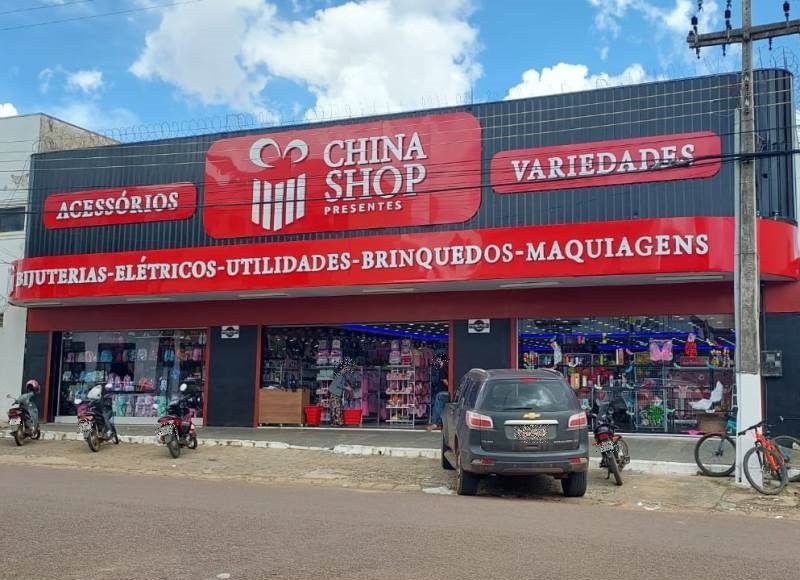 ACESSÓRIOS
CHINA
SHOP
PRESENTES
VARIEDADES
BIJUTERIAS-ELÉTRICOS-UTILIDADES-BRINQUEDOS-MAQUIAGENS